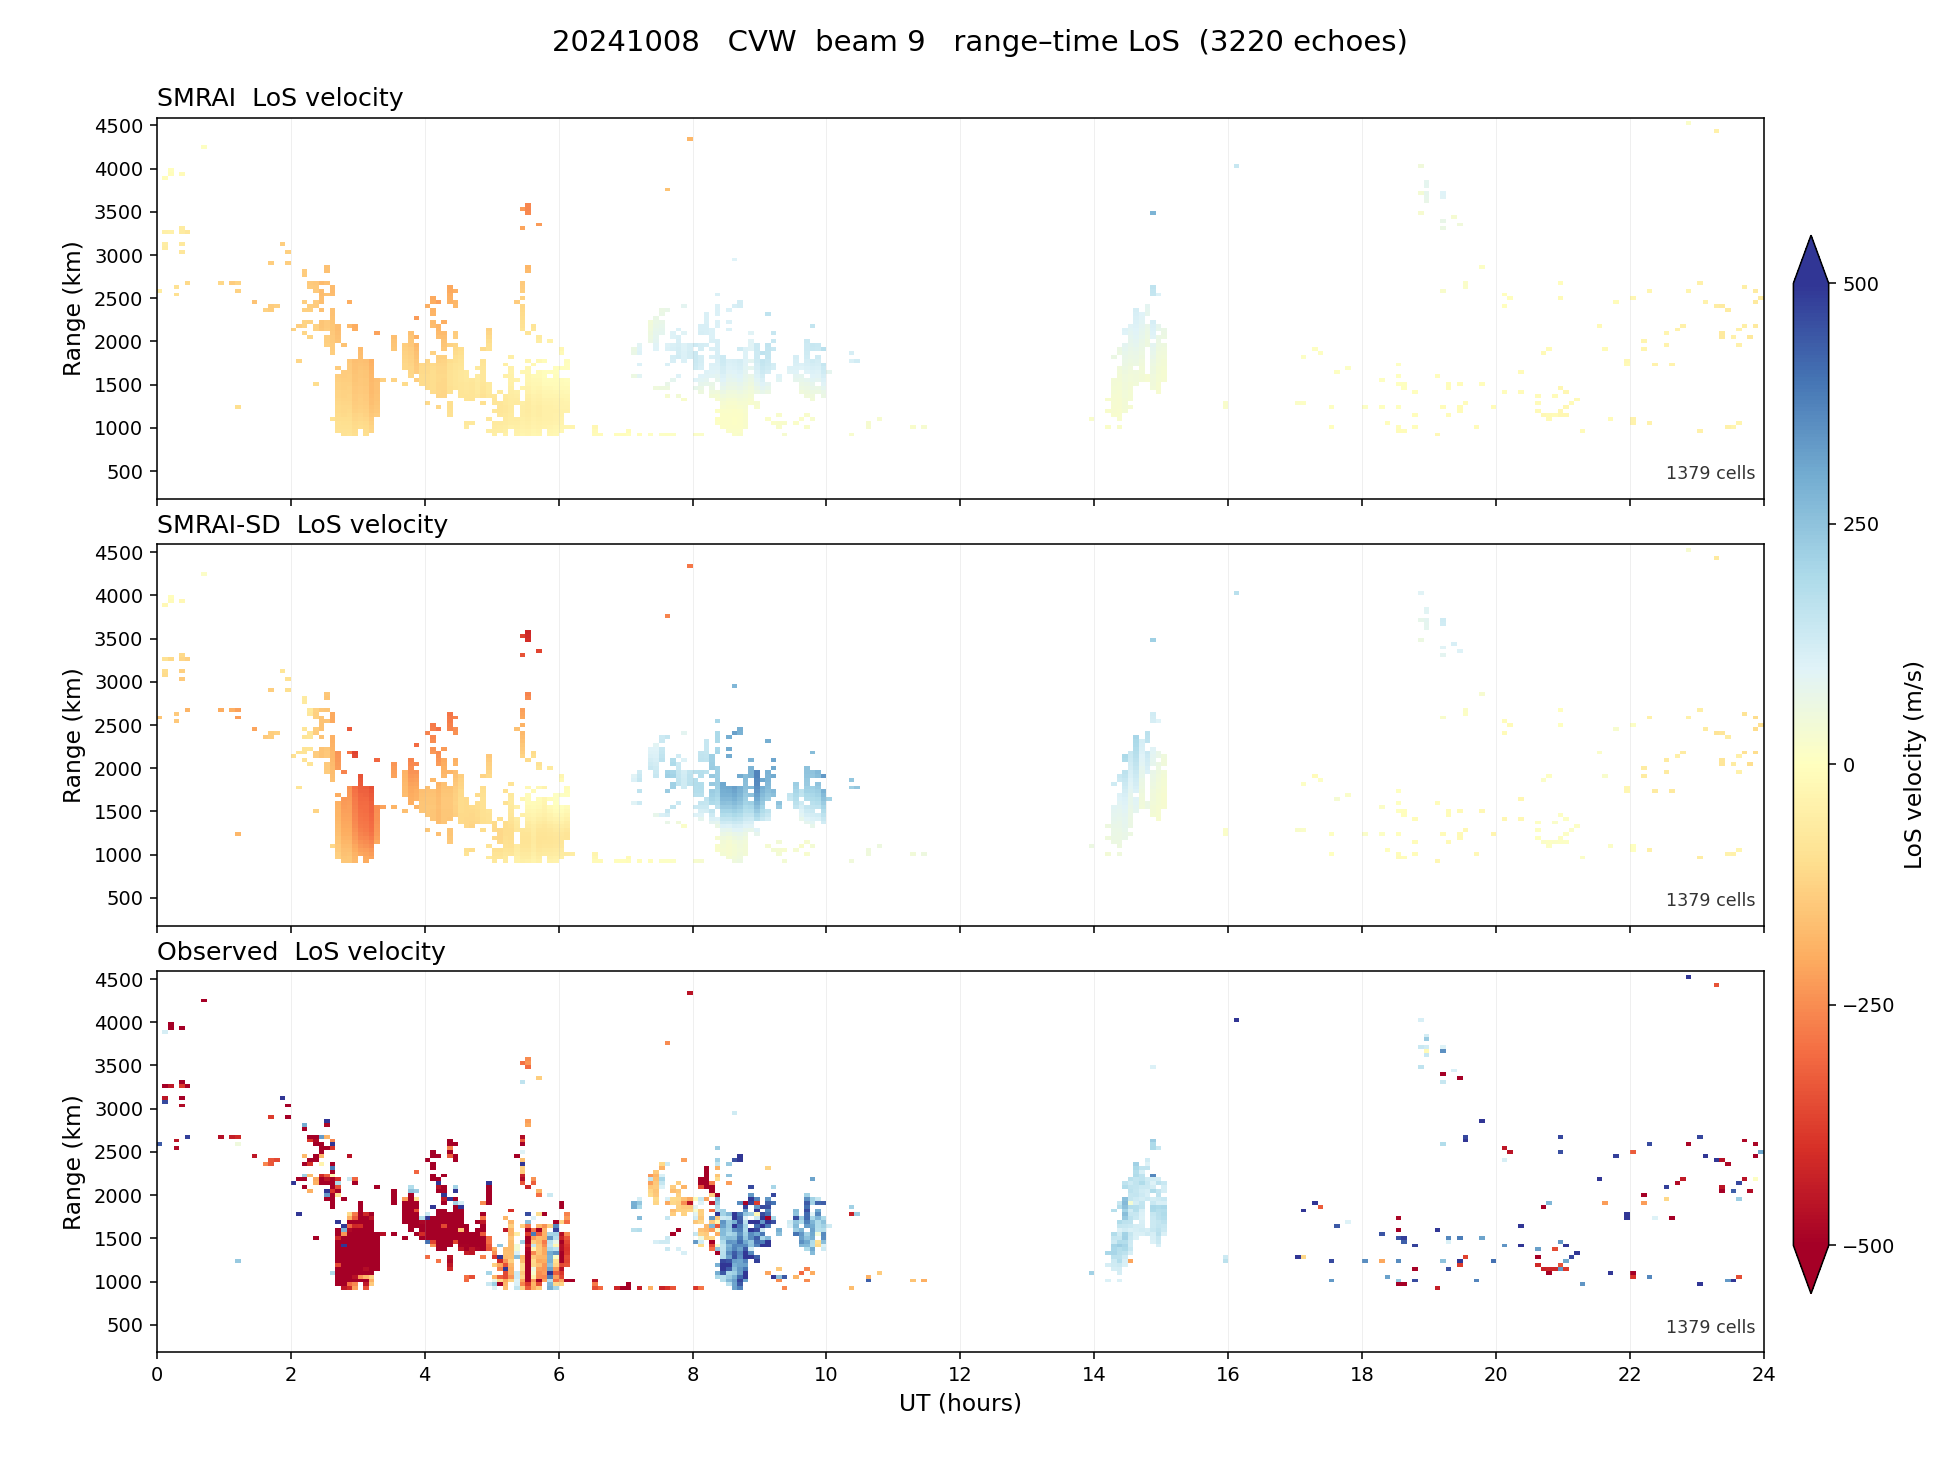 20241008   CVW  beam 9   range–time LoS  (3220 echoes)
SMRAI  LoS velocity
4500
4000
3500
3000
2500
2000
1500
1000
500
Range (km)
1379 cells
SMRAI-SD  LoS velocity
4500
4000
3500
3000
2500
2000
1500
1000
500
Range (km)
1379 cells
Observed  LoS velocity
4500
4000
3500
3000
2500
2000
1500
1000
500
Range (km)
1379 cells
0 2 4 6 8 10 12 14 16 18 20 22 24
UT (hours)
500
250
0
−250
−500
LoS velocity (m/s)